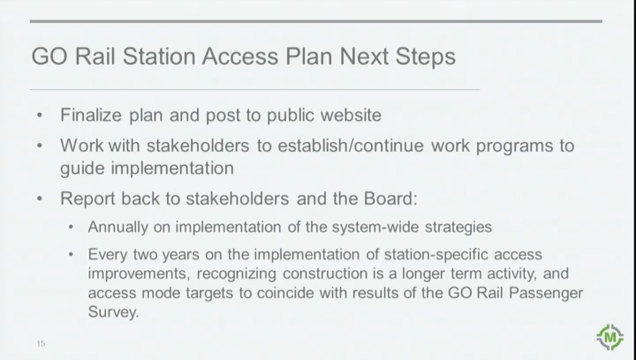 GO Rail Station Access Plan Next Steps
• Finalize plan and post to public website
• Work with stakeholders to establish/continue work programs to
guide implementation
• Report back to stakeholders and the Board:
• Annually on implementation of the system-wide strategies
• Every two years on the implementation of station-specific access
improvements, recognizing construction is a longer term activity, and
access mode targets to coincide with results of the GO Rail Passenger
Survey.
15
M